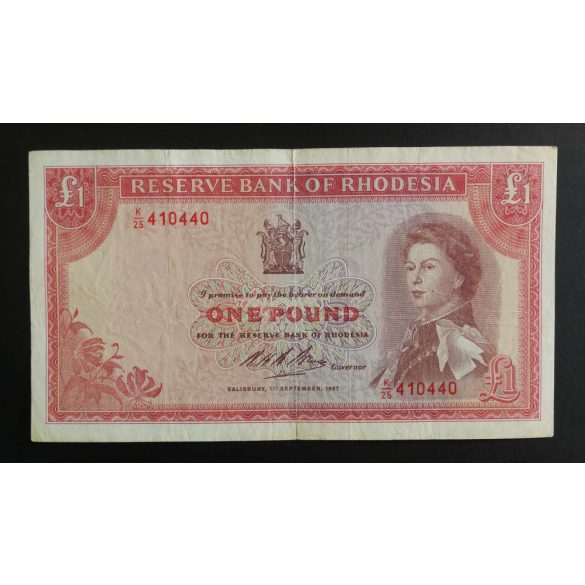 £1 RESERVE BANK OF RHODESIA £1
K/25 410440
I promise to pay the bearer on demand
ONE POUND
FOR THE RESERVE BANK OF RHODESIA
Governor
K/25 410440
SALISBURY, 1ST SEPTEMBER, 1967
£1